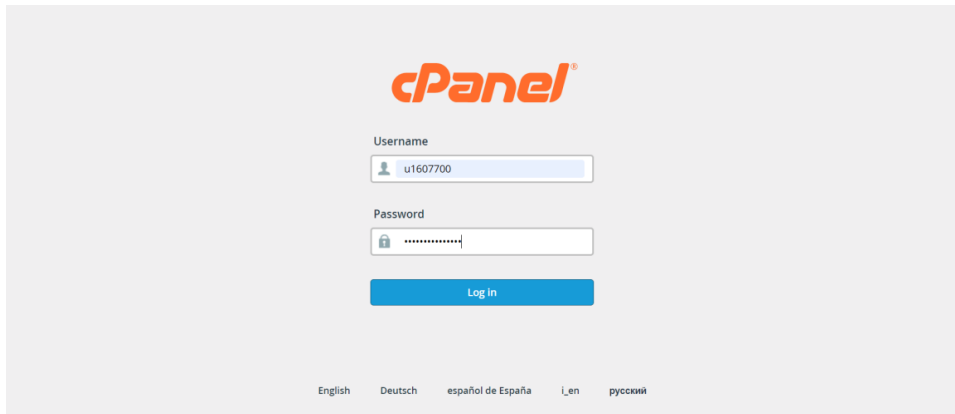 cPanel®
Username
u1607700
Password
•••••••••••••••
Log in
English Deutsch español de España i_en русский